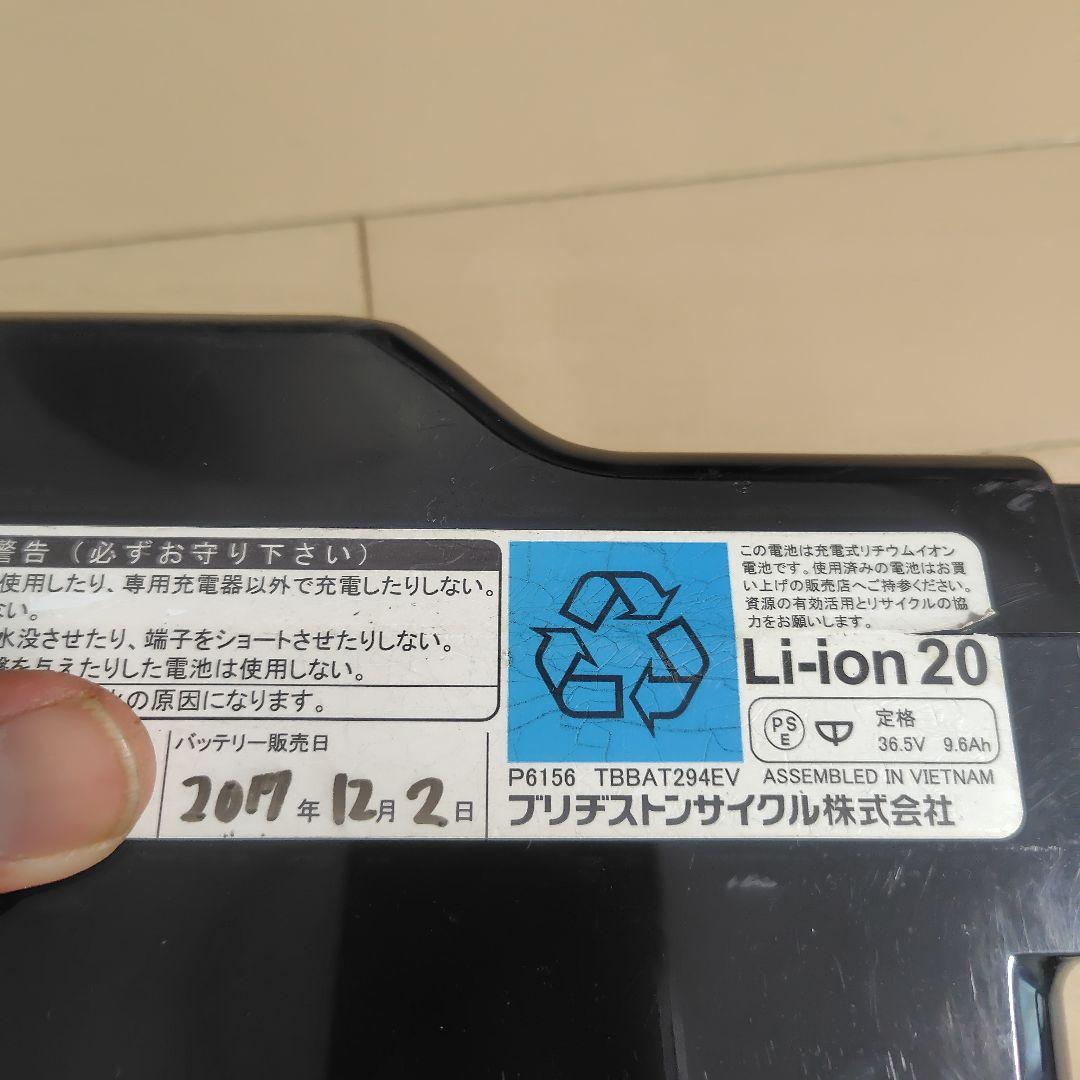 警告（必ずお守り下さい）
使用したり、専用充電器以外で充電したりしない。
ない。
水没させたり、端子をショートさせたりしない。
を与えたりした電池は使用しない。
の原因になります。
バッテリー販売日
2017年12月2日
この電池は充電式リチウムイオン
電池です。使用済みの電池はお買
い上げの販売店へご持参ください。
資源の有効活用とリサイクルの協
力をお願いします。
Li-ion 20
PSE
定格
36.5V 9.6Ah
P6156 TBBAT294EV ASSEMBLED IN VIETNAM
ブリヂストンサイクル株式会社